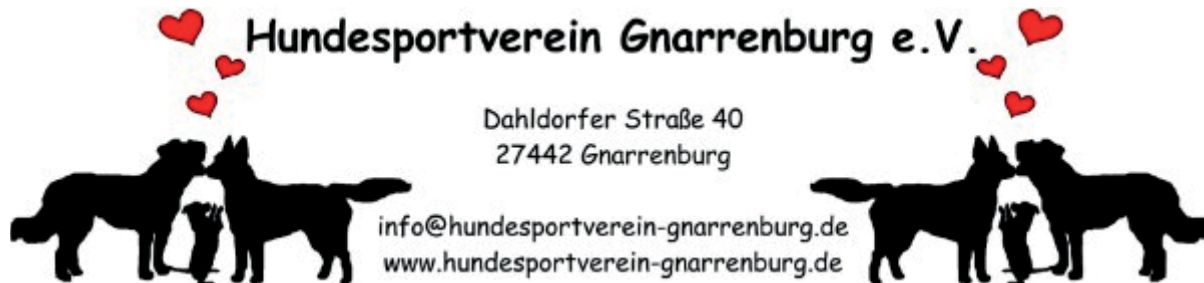 Hundesportverein Gnarrenburg e.V.
Dahldorfer Straße 40
27442 Gnarrenburg
info@hundesportverein-gnarrenburg.de
www.hundesportverein-gnarrenburg.de